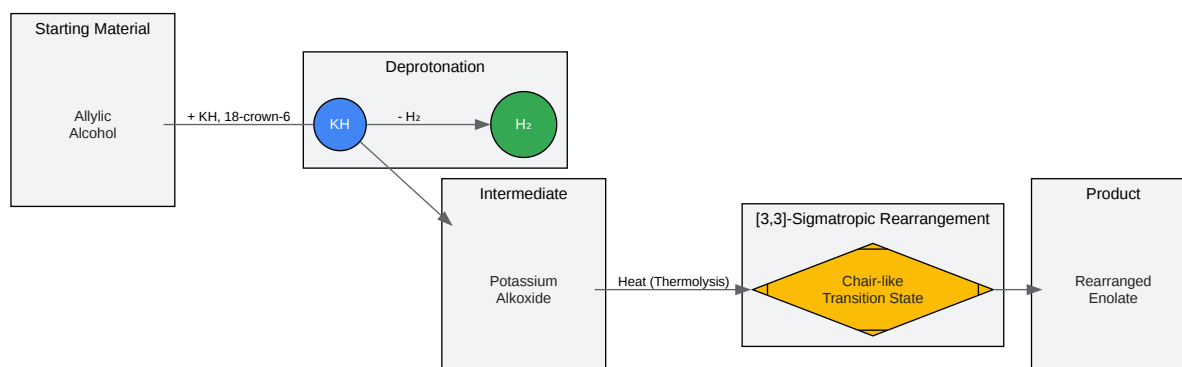 Starting Material
Allylic
Alcohol
+ KH, 18-crown-6
Deprotonation
KH
- H₂
H₂
Intermediate
Potassium
Alkoxide
Heat (Thermolysis)
[3,3]-Sigmatropic Rearrangement
Chair-like
Transition State
Product
Rearranged
Enolate